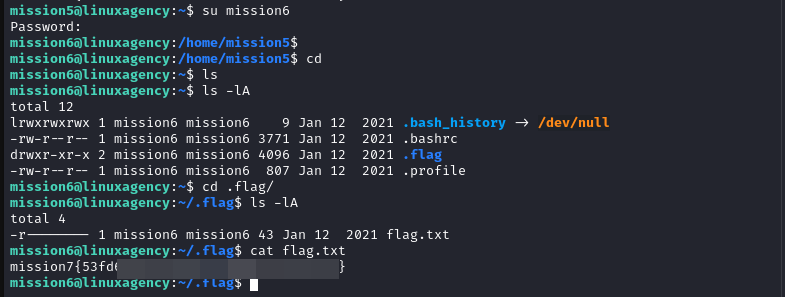 mission5@linuxagency:~$ su mission6
Password:
mission6@linuxagency:/home/mission5$
mission6@linuxagency:/home/mission5$ cd
mission6@linuxagency:~$ ls
mission6@linuxagency:~$ ls -lA
total 12
lrwxrwxrwx 1 mission6 mission6    9 Jan 12  2021 .bash_history → /dev/null
-rw-r--r-- 1 mission6 mission6 3771 Jan 12  2021 .bashrc
drwxr-xr-x 2 mission6 mission6 4096 Jan 12  2021 .flag
-rw-r--r-- 1 mission6 mission6  807 Jan 12  2021 .profile
mission6@linuxagency:~$ cd .flag/
mission6@linuxagency:~/.flag$ ls -lA
total 4
-r-------- 1 mission6 mission6 43 Jan 12  2021 flag.txt
mission6@linuxagency:~/.flag$ cat flag.txt
mission7{53fd6}
mission6@linuxagency:~/.flag$